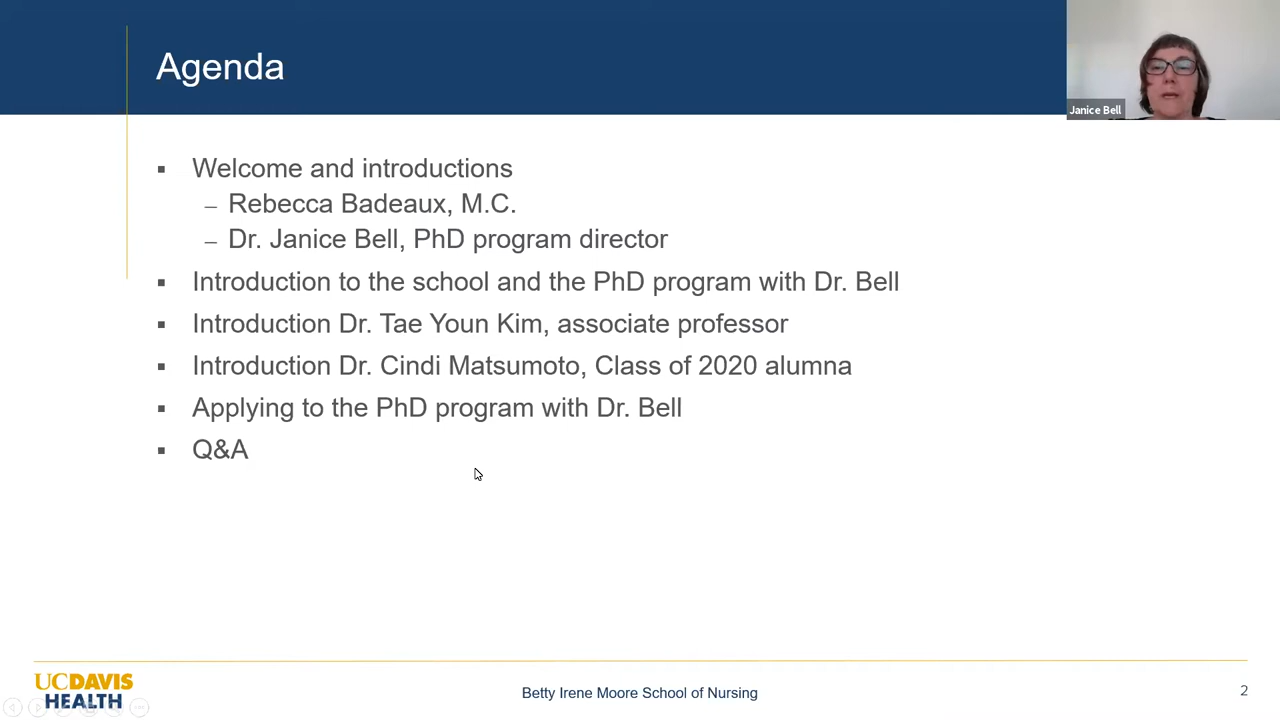 Agenda
Janice Bell
▪ Welcome and introductions
– Rebecca Badeaux, M.C.
– Dr. Janice Bell, PhD program director
▪ Introduction to the school and the PhD program with Dr. Bell
▪ Introduction Dr. Tae Youn Kim, associate professor
▪ Introduction Dr. Cindi Matsumoto, Class of 2020 alumna
▪ Applying to the PhD program with Dr. Bell
▪ Q&A
UCDAVIS
HEALTH
Betty Irene Moore School of Nursing
2